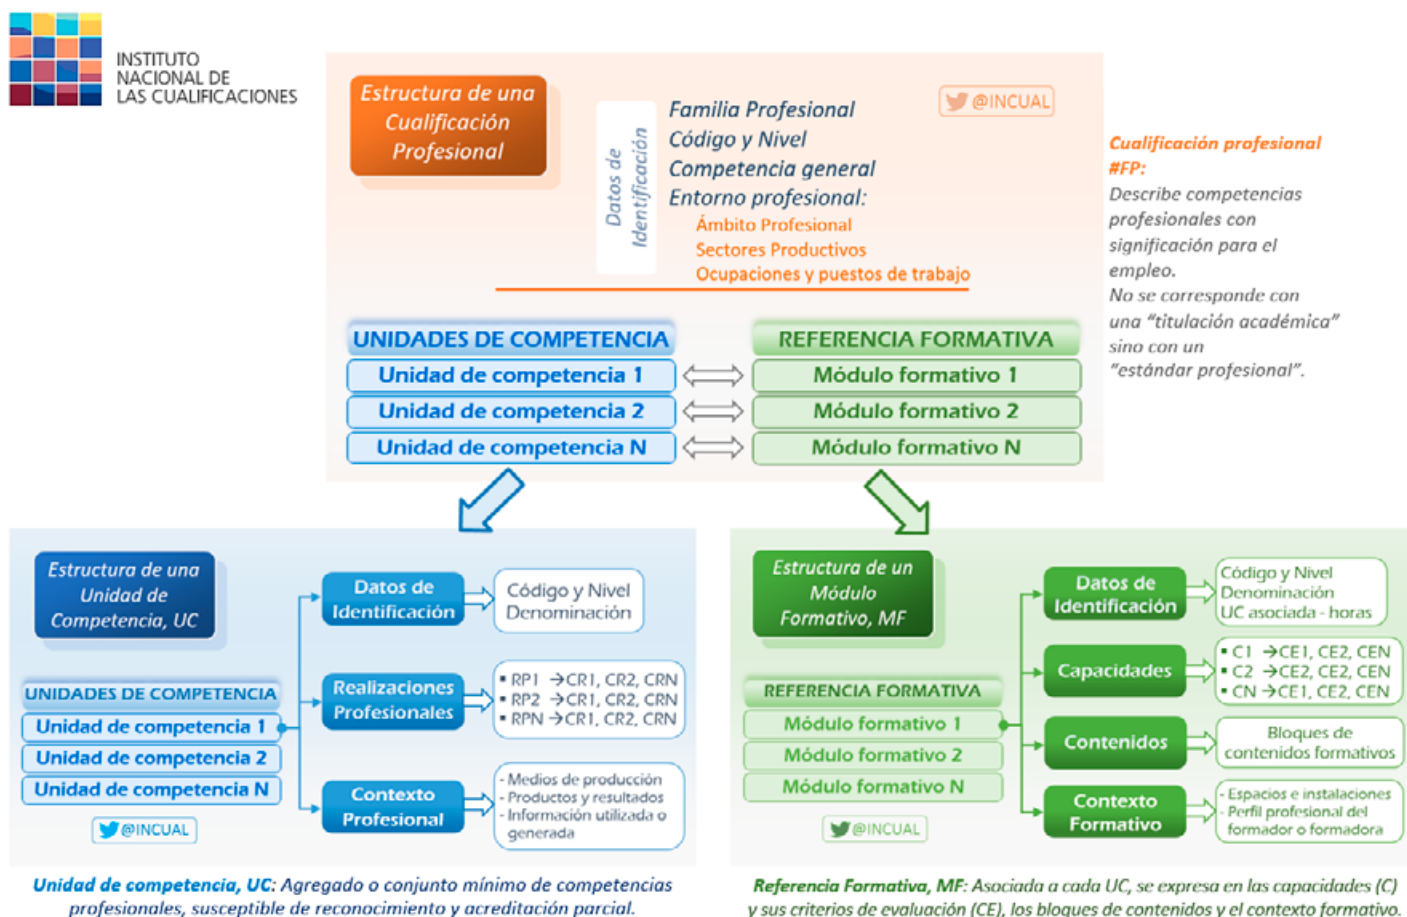 INSTITUTO
NACIONAL DE
LAS CUALIFICACIONES
Estructura de una
Cualificación
Profesional
Datos de
Identificación
Familia Profesional
Código y Nivel
Competencia general
Entorno profesional:
Ámbito Profesional
Sectores Productivos
Ocupaciones y puestos de trabajo
@INCUAL
Cualificación profesional
#FP:
Describe competencias
profesionales con
significación para el
empleo.
No se corresponde con
una “titulación académica”
sino con un
“estándar profesional”.
UNIDADES DE COMPETENCIA
Unidad de competencia 1
Unidad de competencia 2
Unidad de competencia N
REFERENCIA FORMATIVA
Módulo formativo 1
Módulo formativo 2
Módulo formativo N
Estructura de una
Unidad de
Competencia, UC
UNIDADES DE COMPETENCIA
Unidad de competencia 1
Unidad de competencia 2
Unidad de competencia N
@INCUAL
Datos de
Identificación
Código y Nivel
Denominación
Realizaciones
Profesionales
▪ RP1 →CR1, CR2, CRN
▪ RP2 →CR1, CR2, CRN
▪ RPN →CR1, CR2, CRN
Contexto
Profesional
- Medios de producción
- Productos y resultados
- Información utilizada o
generada
Unidad de competencia, UC: Agregado o conjunto mínimo de competencias
profesionales, susceptible de reconocimiento y acreditación parcial.
Estructura de un
Módulo
Formativo, MF
REFERENCIA FORMATIVA
Módulo formativo 1
Módulo formativo 2
Módulo formativo N
@INCUAL
Datos de
Identificación
Código y Nivel
Denominación
UC asociada - horas
Capacidades
▪ C1 →CE1, CE2, CEN
▪ C2 →CE2, CE2, CEN
▪ CN →CE1, CE2, CEN
Contenidos
Bloques de
contenidos formativos
Contexto
Formativo
- Espacios e instalaciones
- Perfil profesional del
formador o formadora
Referencia Formativa, MF: Asociada a cada UC, se expresa en las capacidades (C)
y sus criterios de evaluación (CE), los bloques de contenidos y el contexto formativo.